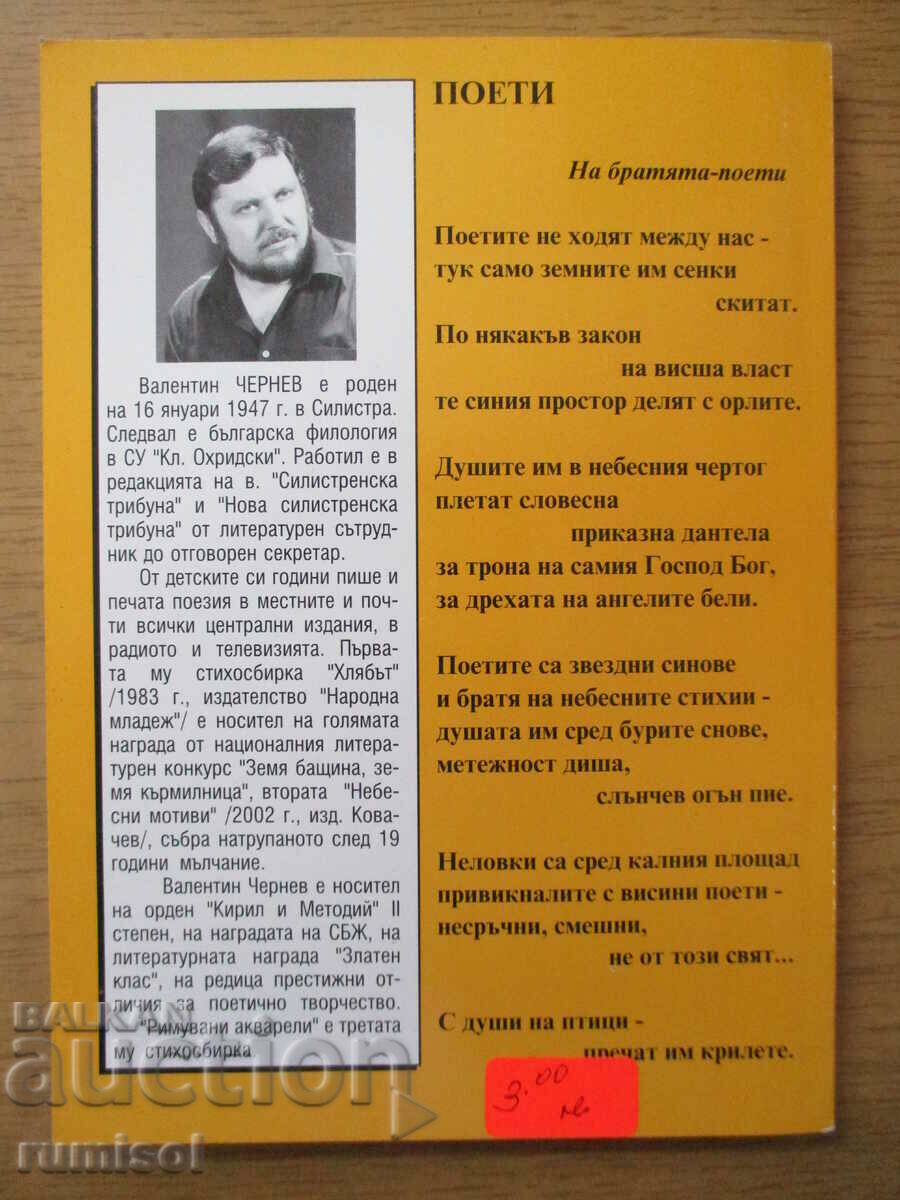 Валентин ЧЕРНЕВ е роден
на 16 януари 1947 г. в Силистра.
Следвал е българска филология
в СУ "Кл. Охридски". Работил е в
редакцията на в. "Силистренска
трибуна" и "Нова силистренска
трибуна" от литературен сътруд-
ник до отговорен секретар.
От детските си години пише и
печата поезия в местните и поч-
ти всички централни издания, в
радиото и телевизията. Първа-
та му стихосбирка "Хлябът"
/1983 г., издателство "Народна
младеж"/ е носител на голямата
награда от националния литера-
турен конкурс "Земя бащина, зе-
мя кърмилница", втората "Небе-
сни мотиви" /2002 г., изд. Кова-
чев/, събра натрупаното след 19
години мълчание.
Валентин Чернев е носител
на орден "Кирил и Методий" II
степен, на наградата на СБЖ, на
литературната награда "Златен
клас", на редица престижни от-
личия за поетично творчество.
"Римувани акварели" е третата
му стихосбирка.
ПОЕТИ
На братята-поети
Поетите не ходят между нас -
тук само земните им сенки
скитат.
По някакъв закон
на висша власт
те синия простор делят с орлите.
Душите им в небесния чертог
плетат словесна
приказна дантела
за трона на самия Господ Бог,
за дрехата на ангелите бели.
Поетите са звездни синове
и братя на небесните стихии -
душата им сред бурите снове,
метежност диша,
слънчев огън пие.
Неловки са сред калния площад
привикналите с висини поети -
несръчни, смешни,
не от този свят...
С души на птици -
пречат им крилете.
3.00
лв.
BALKAN
auction
rumisol